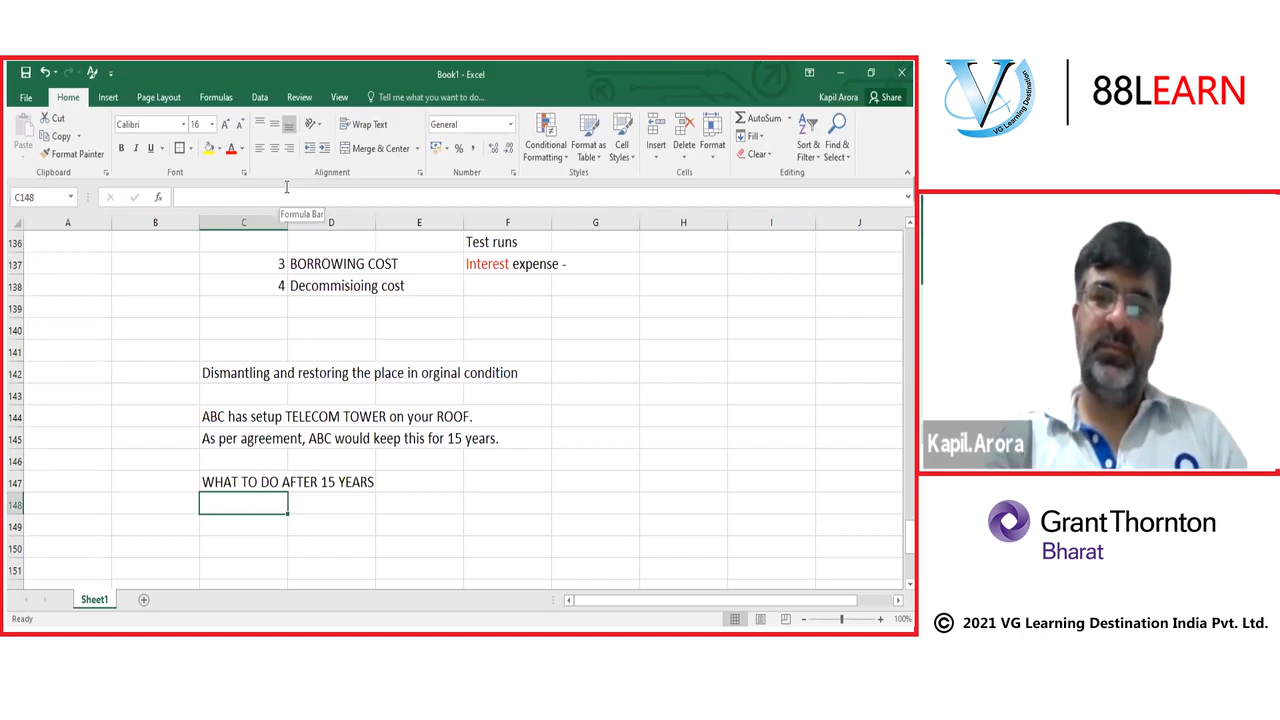 Book1 - Excel
File Home Insert Page Layout Formulas Data Review View Tell me what you want to do... Kapil Arora Share
Paste Cut Copy Format Painter Clipboard
Calibri 16 B I U A Font
Wrap Text Merge & Center Alignment
General % , Number
Conditional Formatting Format as Table Cell Styles Styles
Insert Delete Format Cells
AutoSum Fill Clear Sort & Filter Find & Select Editing
C148 fx
Formula Bar
A B C D E F G H I J
136 Test runs
137 3 BORROWING COST Interest expense -
138 4 Decommisioing cost
139
140
141
142 Dismantling and restoring the place in orginal condition
143
144 ABC has setup TELECOM TOWER on your ROOF.
145 As per agreement, ABC would keep this for 15 years.
146
147 WHAT TO DO AFTER 15 YEARS
148
149
150
151
Sheet1
Ready 100%
V
VG Learning Destination
88LEARN
Kapil.Arora
Grant Thornton
Bharat
© 2021 VG Learning Destination India Pvt. Ltd.